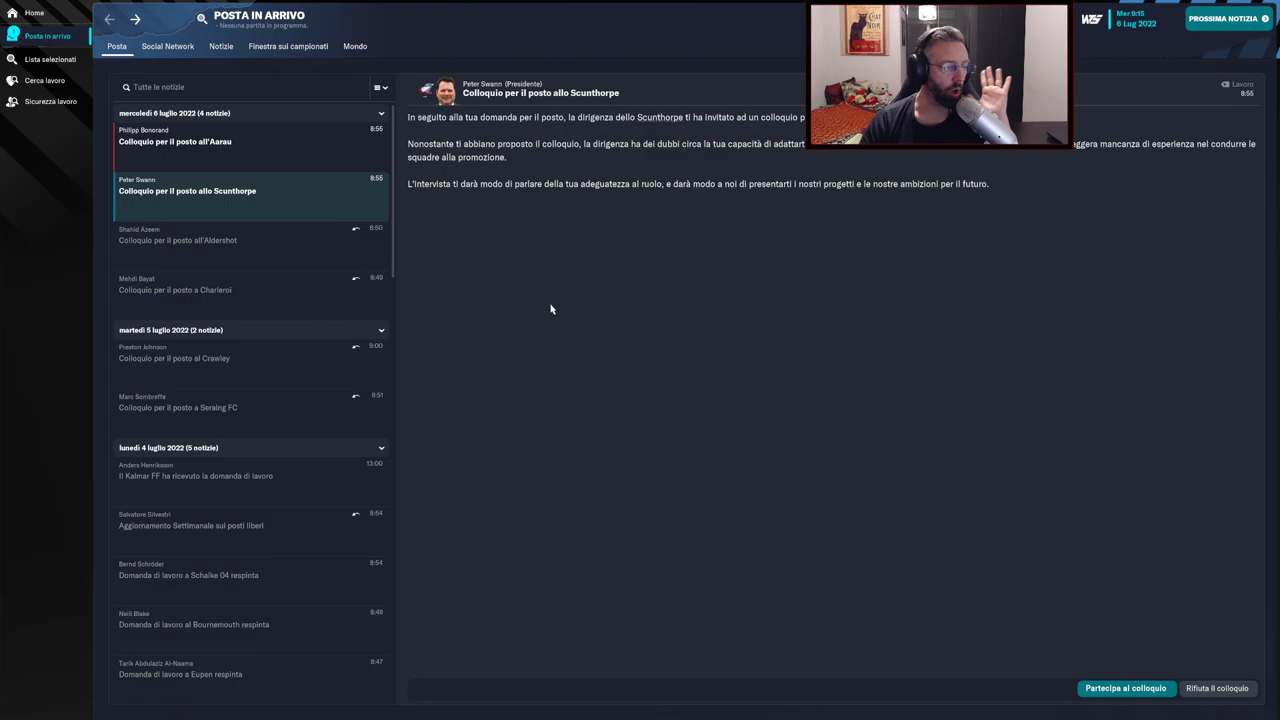 Home
Posta in arrivo
Lista selezionati
Cerca lavoro
Sicurezza lavoro
POSTA IN ARRIVO
- Nessuna partita in programma.
Posta
Social Network
Notizie
Finestra sui campionati
Mondo
CHAT
NOIR
Mer 9:15
6 Lug 2022
PROSSIMA NOTIZIA
Tutte le notizie
mercoledì 6 luglio 2022 (4 notizie)
Philipp Bonorand
8:55
Colloquio per il posto all'Aarau
Peter Swann
8:55
Colloquio per il posto allo Scunthorpe
Shahid Azeem
8:50
Colloquio per il posto all'Aldershot
Mehdi Bayat
8:49
Colloquio per il posto a Charleroi
martedì 5 luglio 2022 (2 notizie)
Preston Johnson
9:00
Colloquio per il posto al Crawley
Marc Sombreffe
8:51
Colloquio per il posto a Seraing FC
lunedì 4 luglio 2022 (5 notizie)
Anders Henriksson
13:00
Il Kalmar FF ha ricevuto la domanda di lavoro
Salvatore Silvestri
8:54
Aggiornamento Settimanale sui posti liberi
Bernd Schröder
8:54
Domanda di lavoro a Schalke 04 respinta
Neill Blake
8:49
Domanda di lavoro al Bournemouth respinta
Tarik Abdulaziz Al-Naama
8:47
Domanda di lavoro a Eupen respinta
Peter Swann (Presidente)
Colloquio per il posto allo Scunthorpe
Lavoro
8:55
In seguito alla tua domanda per il posto, la dirigenza dello Scunthorpe ti ha invitato ad un colloquio p
Nonostante ti abbiano proposto il colloquio, la dirigenza ha dei dubbi circa la tua capacità di adattar eggera mancanza di esperienza nel condurre le
squadre alla promozione.
L'intervista ti darà modo di parlare della tua adeguatezza al ruolo, e darà modo a noi di presentarti i nostri progetti e le nostre ambizioni per il futuro.
Partecipa al colloquio
Rifiuta il colloquio